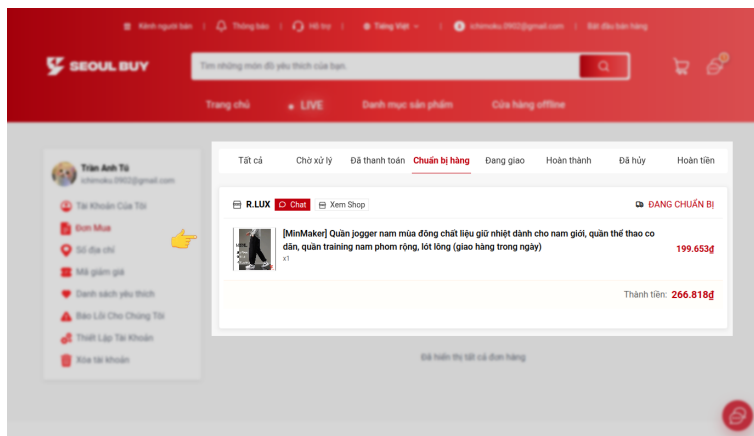 Kênh người bán
Thông báo
Hỗ trợ
Tiếng Việt
ichimoku.0902@gmail.com
Bắt đầu bán hàng
SEOUL BUY
Tìm những món đồ yêu thích của bạn.
Trang chủ
LIVE
Danh mục sản phẩm
Cửa hàng offline
Trần Anh Tú
ichimoku.0902@gmail.com
Tài Khoản Của Tôi
Đơn Mua
Sổ địa chỉ
Mã giảm giá
Danh sách yêu thích
Báo Lỗi Cho Chúng Tôi
Thiết Lập Tài Khoản
Xóa tài khoản
Tất cả
Chờ xử lý
Đã thanh toán
Chuẩn bị hàng
Đang giao
Hoàn thành
Đã hủy
Hoàn tiền
R.LUX
Chat
Xem Shop
ĐANG CHUẨN BỊ
[MinMaker] Quần jogger nam mùa đông chất liệu giữ nhiệt dành cho nam giới, quần thể thao co
dãn, quần training nam phom rộng, lót lông (giao hàng trong ngày)
x1
199.653₫
Thành tiền: 266.818₫
Đã hiển thị tất cả đơn hàng